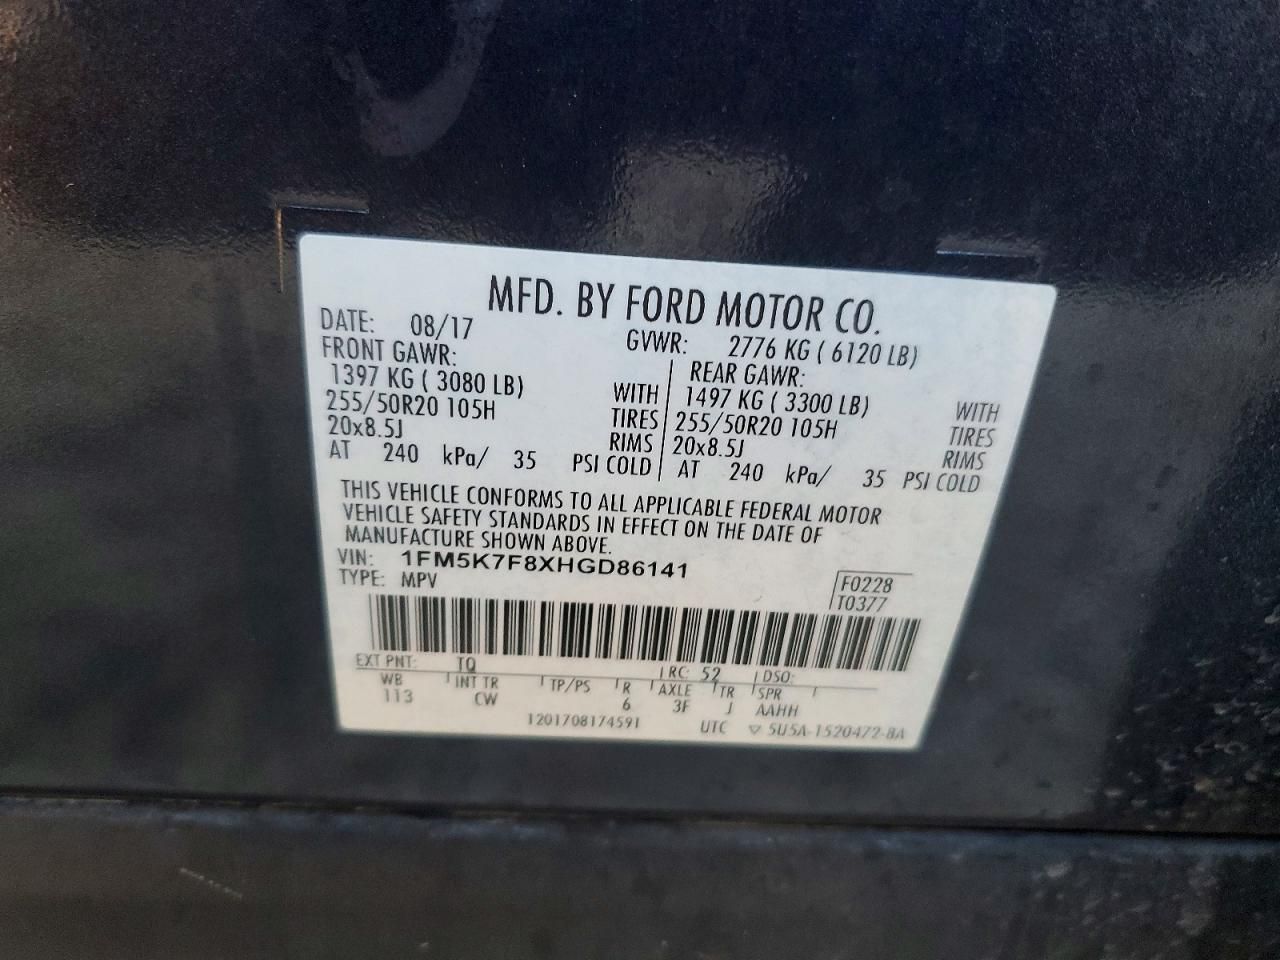 MFD. BY FORD MOTOR CO.
DATE: 08/17 GVWR: 2776 KG ( 6120 LB)
FRONT GAWR: REAR GAWR:
1397 KG ( 3080 LB) WITH 1497 KG ( 3300 LB) WITH
255/50R20 105H TIRES 255/50R20 105H TIRES
20x8.5J RIMS 20x8.5J RIMS
AT 240 kPa/ 35 PSI COLD AT 240 kPa/ 35 PSI COLD
THIS VEHICLE CONFORMS TO ALL APPLICABLE FEDERAL MOTOR
VEHICLE SAFETY STANDARDS IN EFFECT ON THE DATE OF
MANUFACTURE SHOWN ABOVE.
VIN: 1FM5K7F8XHGD86141
TYPE: MPV F0228
T0377
EXT PNT: TQ RC: 52 DSO:
WB INT TR TP/PS R AXLE TR SPR
113 CW 6 3F J AAHH
1201708174591 UTC ▽ 5U5A-1520472-8A